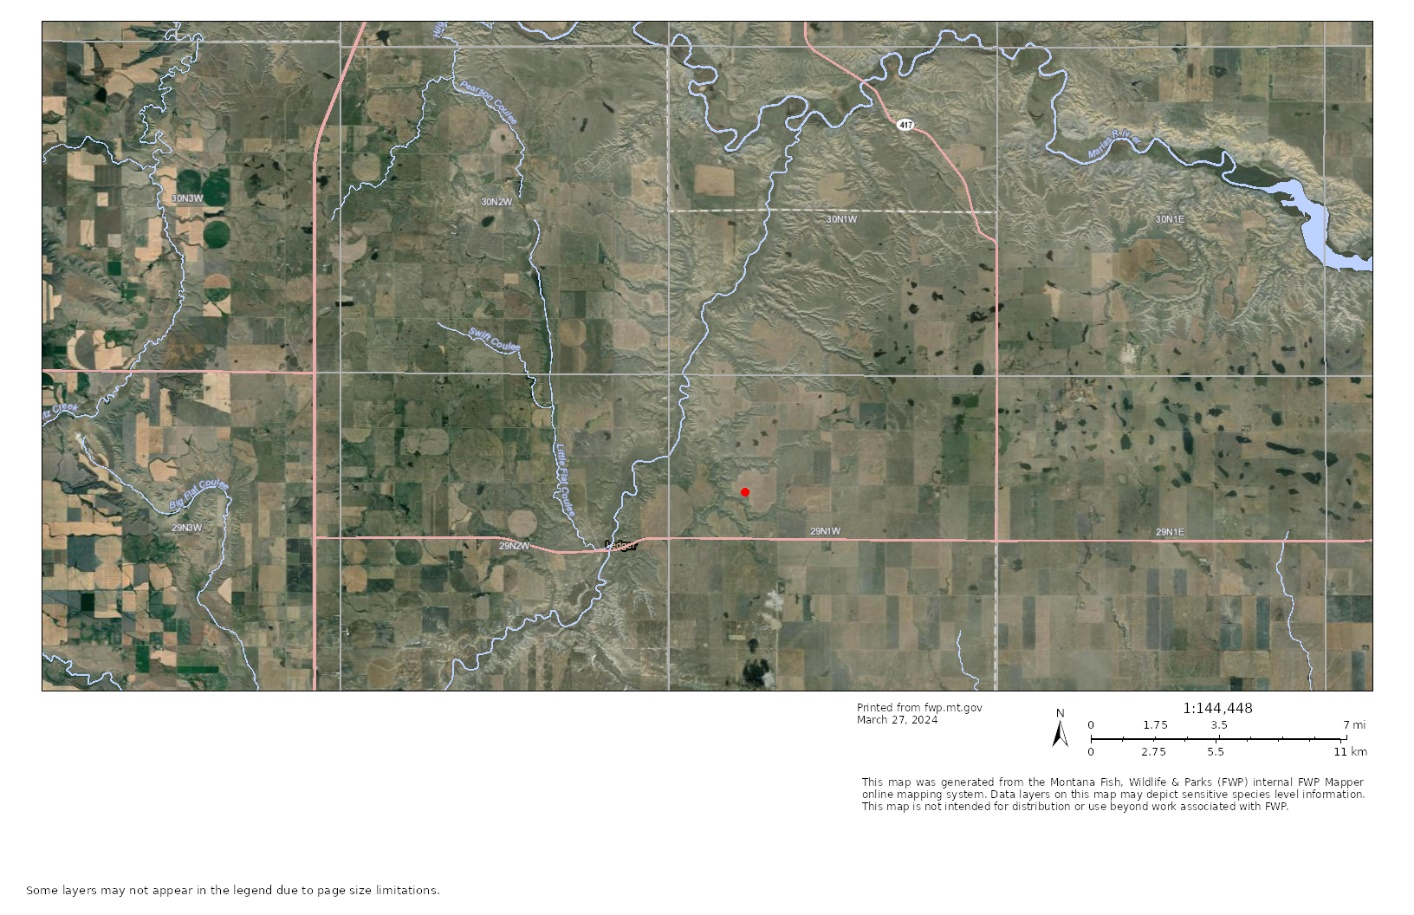 Pearson Coulee
417
Marias River
30N3W
30N2W
30N1W
30N1E
Swift Coulee
Little Flat Coulee
Big Flat Coulee
29N3W
29N2W
Ledger
29N1W
29N1E
Printed from fwp.mt.gov
March 27, 2024
N
1:144,448
0 1.75 3.5 7 mi
0 2.75 5.5 11 km
This map was generated from the Montana Fish, Wildlife & Parks (FWP) internal FWP Mapper
online mapping system. Data layers on this map may depict sensitive species level information.
This map is not intended for distribution or use beyond work associated with FWP.
Some layers may not appear in the legend due to page size limitations.